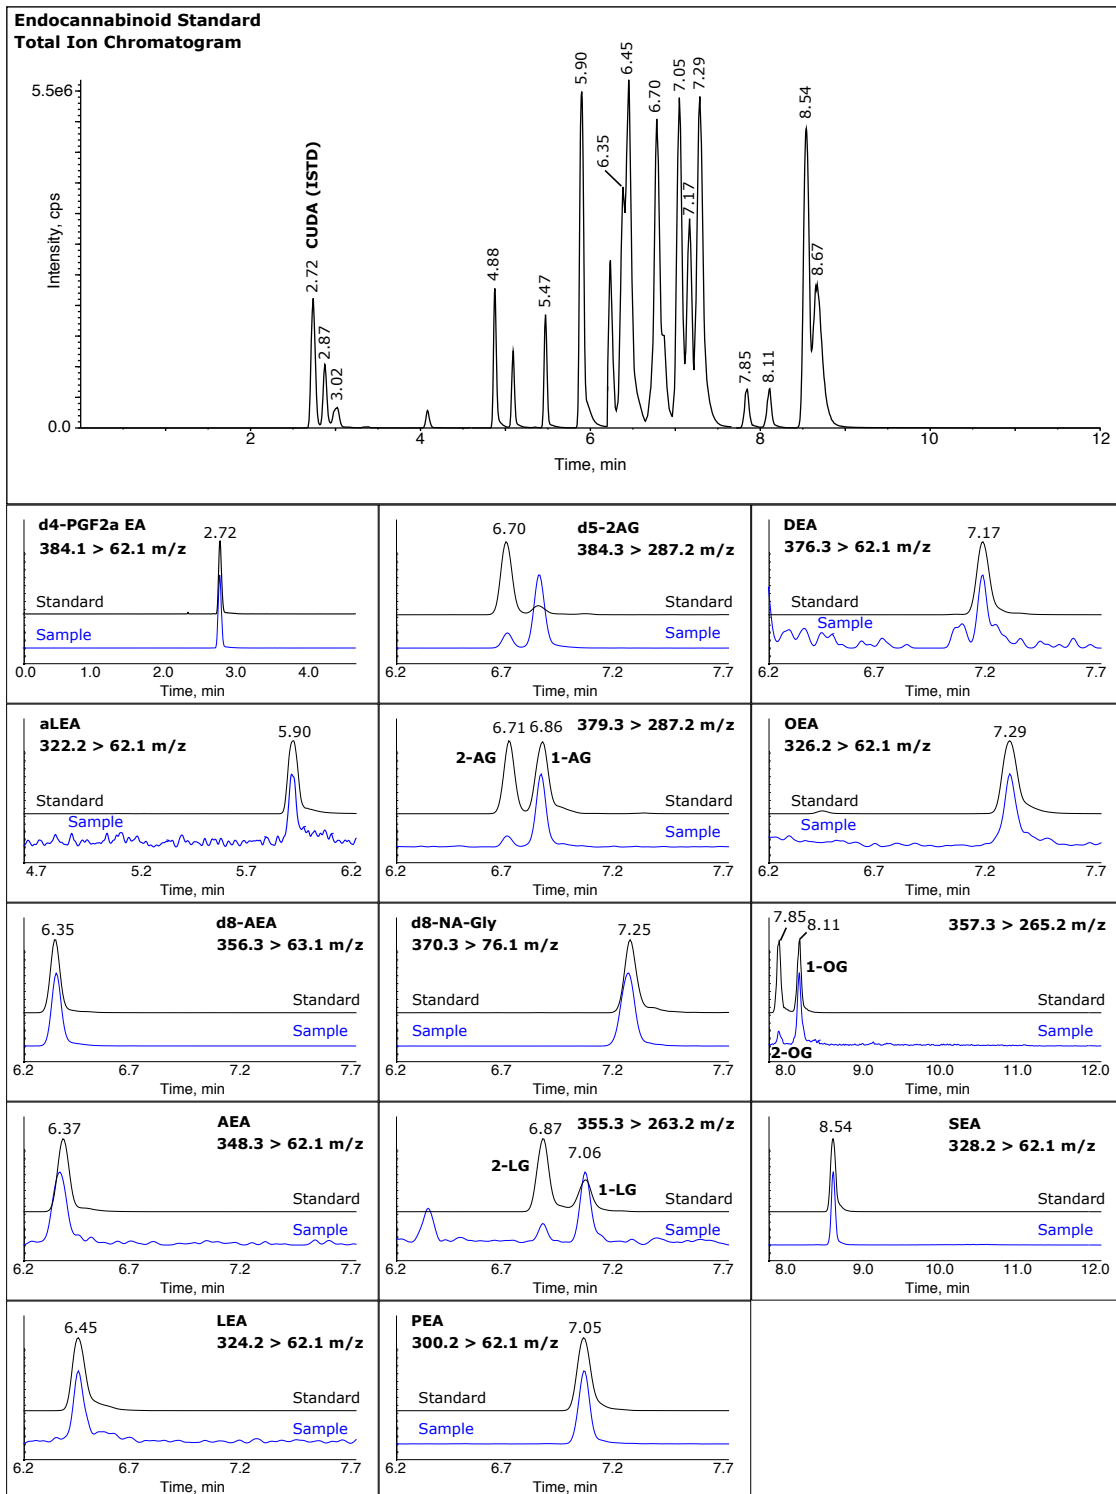 Endocannabinoid Standard
Total Ion Chromatogram
5.5e6
0.0
Intensity, cps
2.72 CUDA (ISTD)
2.87
3.02
4.88
5.47
5.90
6.35
6.45
6.70
7.05
7.17
7.29
7.85
8.11
8.54
8.67
2 4 6 8 10 12
Time, min
d4-PGF2a EA
384.1 > 62.1 m/z
2.72
Standard
Sample
0.0 1.0 2.0 3.0 4.0
Time, min
d5-2AG
384.3 > 287.2 m/z
6.70
Standard
Sample
6.2 6.7 7.2 7.7
Time, min
DEA
376.3 > 62.1 m/z
7.17
Standard
Sample
6.2 6.7 7.2 7.7
Time, min
aLEA
322.2 > 62.1 m/z
5.90
Standard
Sample
4.7 5.2 5.7 6.2
Time, min
379.3 > 287.2 m/z
6.71 6.86
2-AG 1-AG
Standard
Sample
6.2 6.7 7.2 7.7
Time, min
OEA
326.2 > 62.1 m/z
7.29
Standard
Sample
6.2 6.7 7.2 7.7
Time, min
d8-AEA
356.3 > 63.1 m/z
6.35
Standard
Sample
6.2 6.7 7.2 7.7
Time, min
d8-NA-Gly
370.3 > 76.1 m/z
7.25
Standard
Sample
6.2 6.7 7.2 7.7
Time, min
357.3 > 265.2 m/z
7.85
8.11
1-OG
Standard
Sample
2-OG
8.0 9.0 10.0 11.0 12.0
Time, min
AEA
348.3 > 62.1 m/z
6.37
Standard
Sample
6.2 6.7 7.2 7.7
Time, min
355.3 > 263.2 m/z
6.87
7.06
2-LG
1-LG
Standard
Sample
6.2 6.7 7.2 7.7
Time, min
SEA
328.2 > 62.1 m/z
8.54
Standard
Sample
8.0 9.0 10.0 11.0 12.0
Time, min
LEA
324.2 > 62.1 m/z
6.45
Standard
Sample
6.2 6.7 7.2 7.7
Time, min
PEA
300.2 > 62.1 m/z
7.05
Standard
Sample
6.2 6.7 7.2 7.7
Time, min